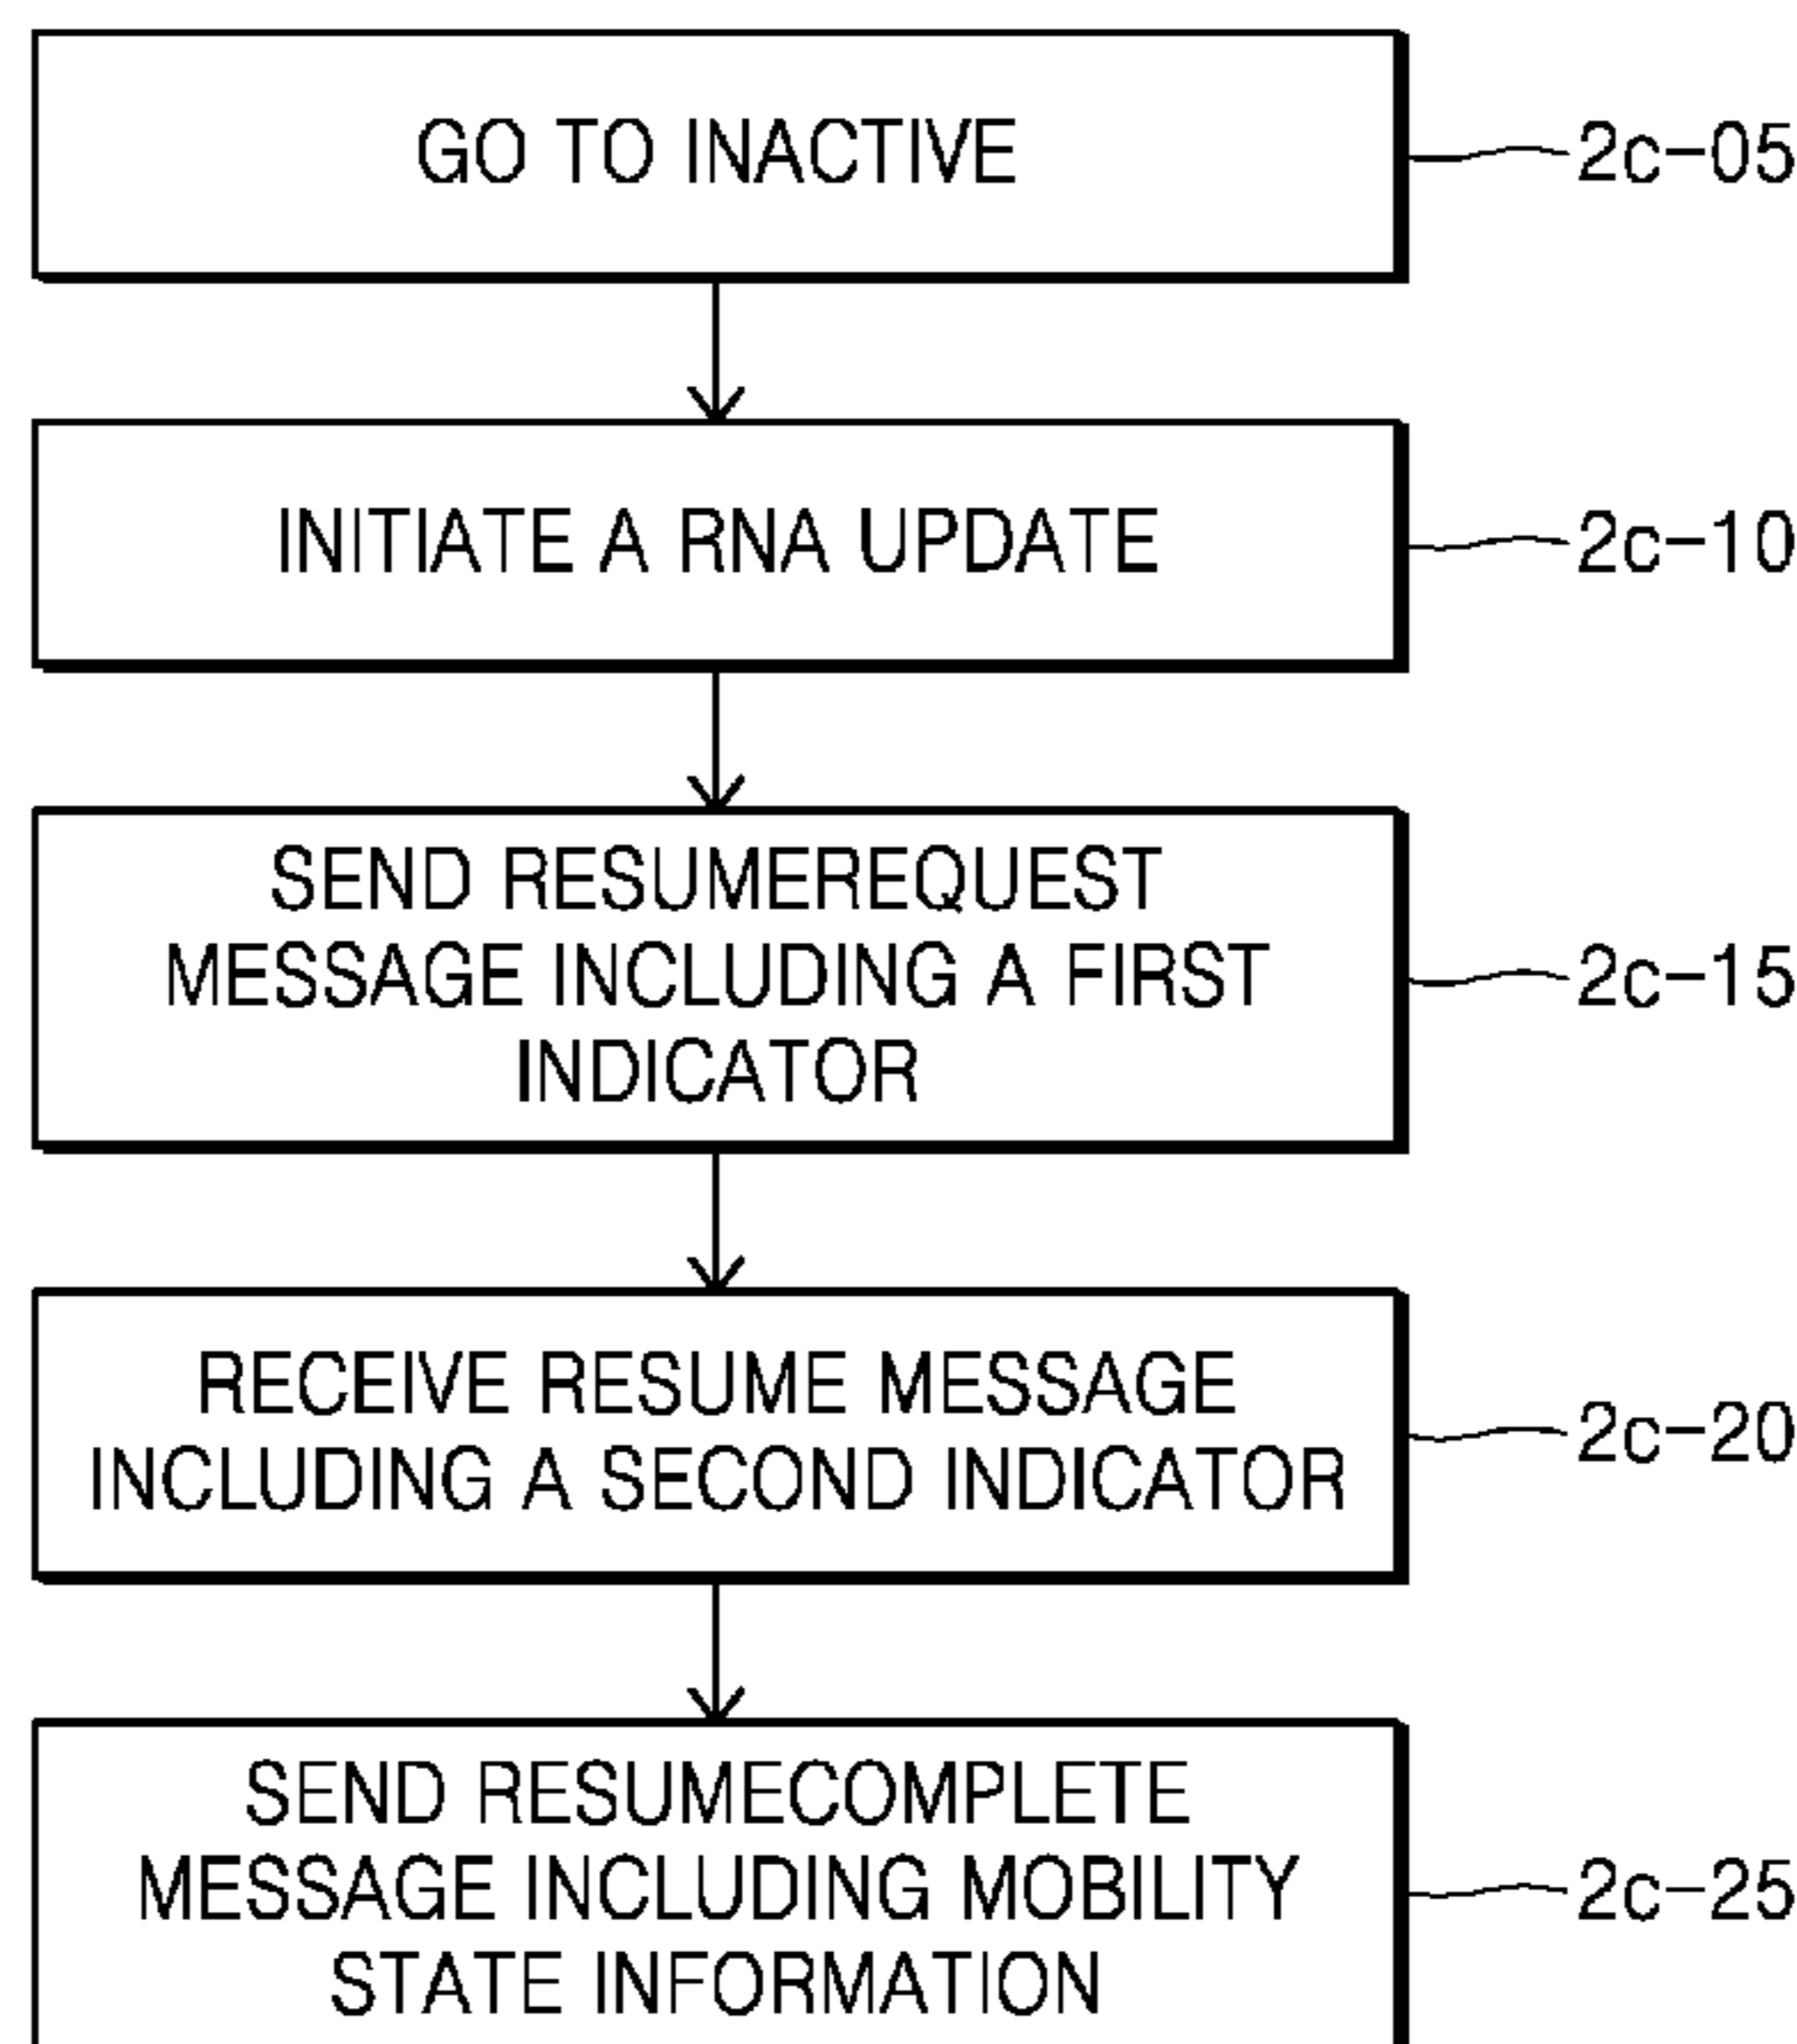 GO TO INACTIVE
2c-05
INITIATE A RNA UPDATE
2c-10
SEND RESUMEREQUEST
MESSAGE INCLUDING A FIRST
INDICATOR
2c-15
RECEIVE RESUME MESSAGE
INCLUDING A SECOND INDICATOR
2c-20
SEND RESUMECOMPLETE
MESSAGE INCLUDING MOBILITY
STATE INFORMATION
2c-25